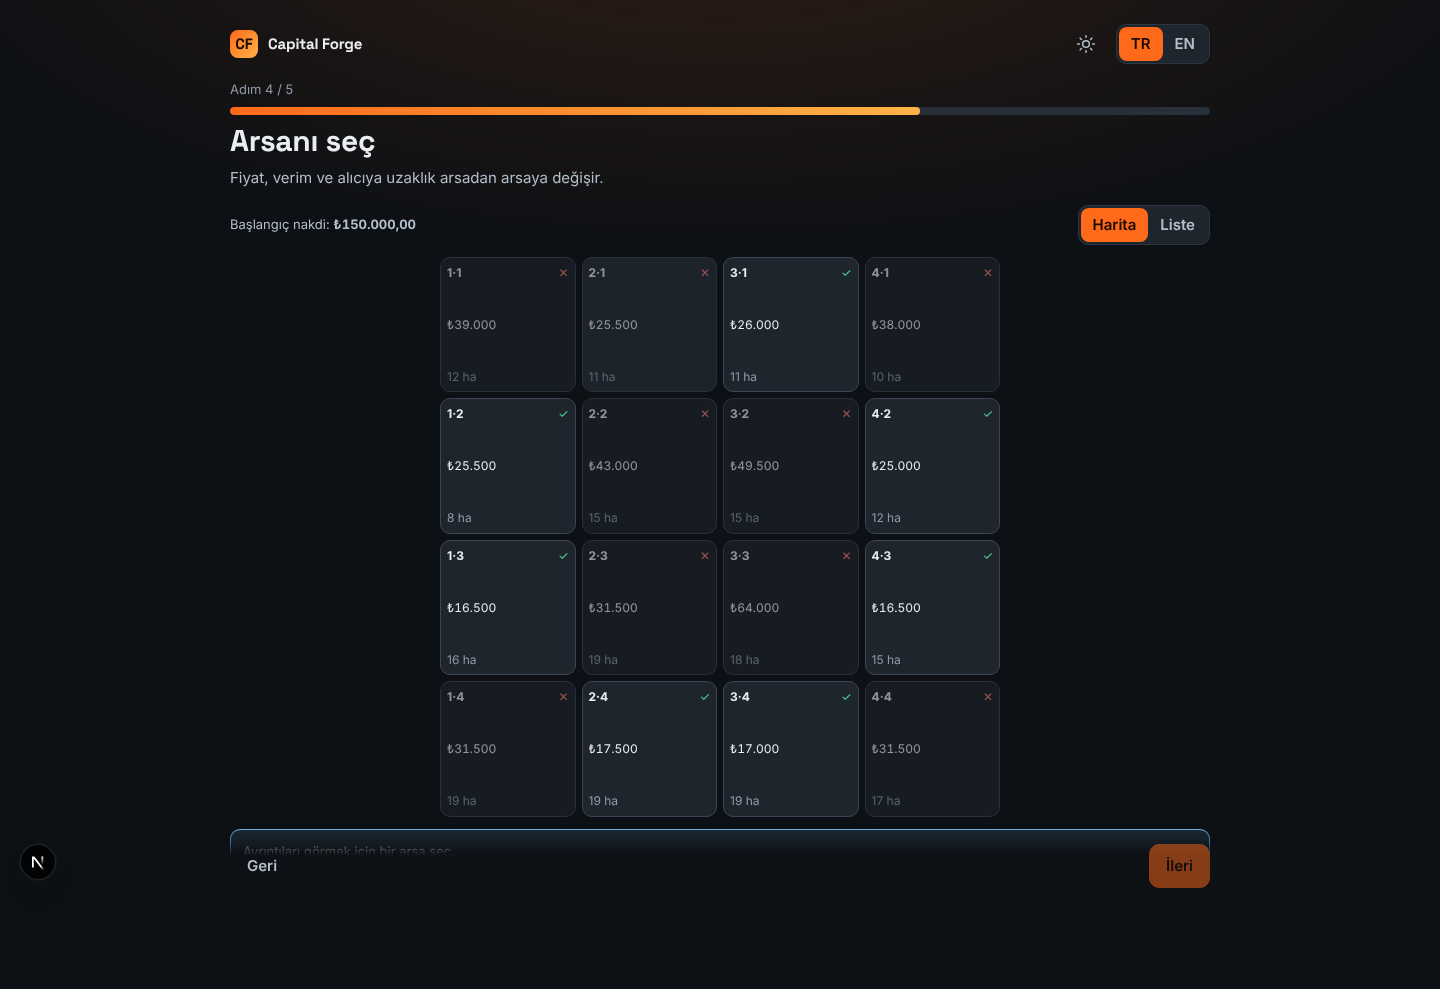 CF Capital Forge
TR EN
Adım 4 / 5
Arsanı seç
Fiyat, verim ve alıcıya uzaklık arsadan arsaya değişir.
Başlangıç nakdi: ₺150.000,00
Harita Liste
1·1 2·1 3·1 4·1
₺39.000 ₺25.500 ₺26.000 ₺38.000
12 ha 11 ha 11 ha 10 ha
1·2 2·2 3·2 4·2
₺25.500 ₺43.000 ₺49.500 ₺25.000
8 ha 15 ha 15 ha 12 ha
1·3 2·3 3·3 4·3
₺16.500 ₺31.500 ₺64.000 ₺16.500
16 ha 19 ha 18 ha 15 ha
1·4 2·4 3·4 4·4
₺31.500 ₺17.500 ₺17.000 ₺31.500
19 ha 19 ha 19 ha 17 ha
Ayrıntıları görmek için bir arsa seç
N
Geri İleri